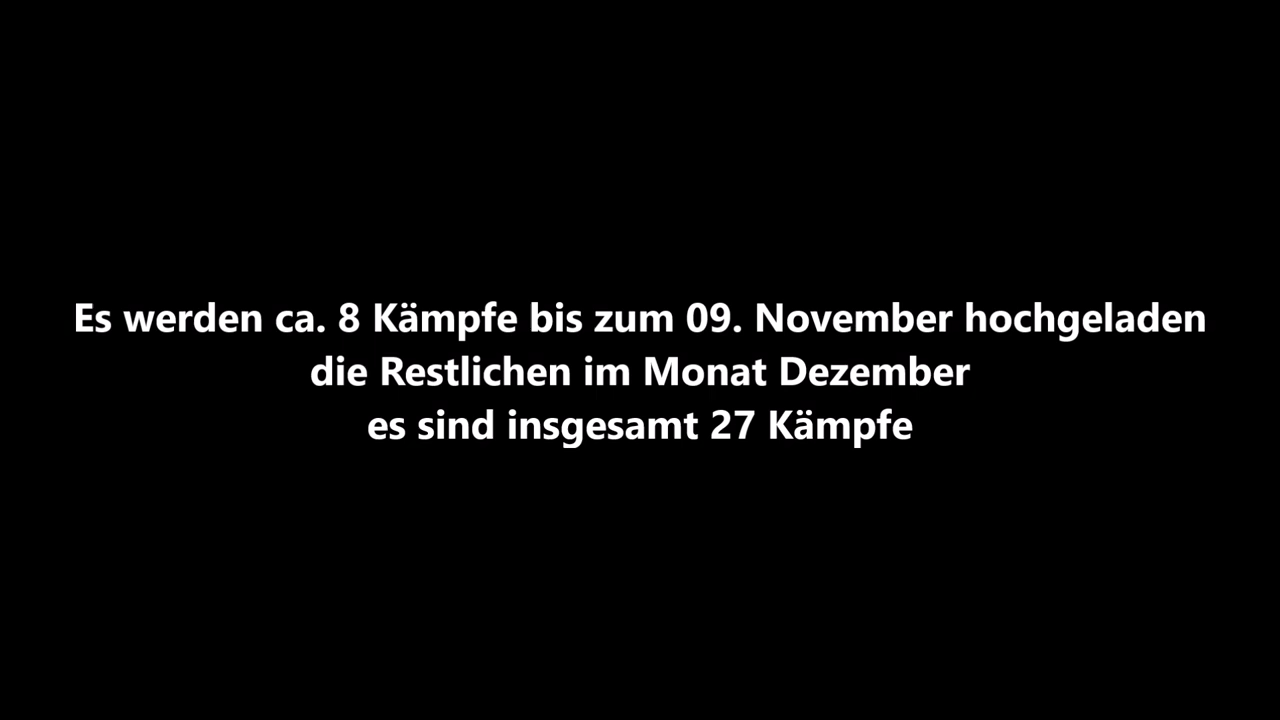 Es werden ca. 8 Kämpfe bis zum 09. November hochgeladen
die Restlichen im Monat Dezember
es sind insgesamt 27 Kämpfe